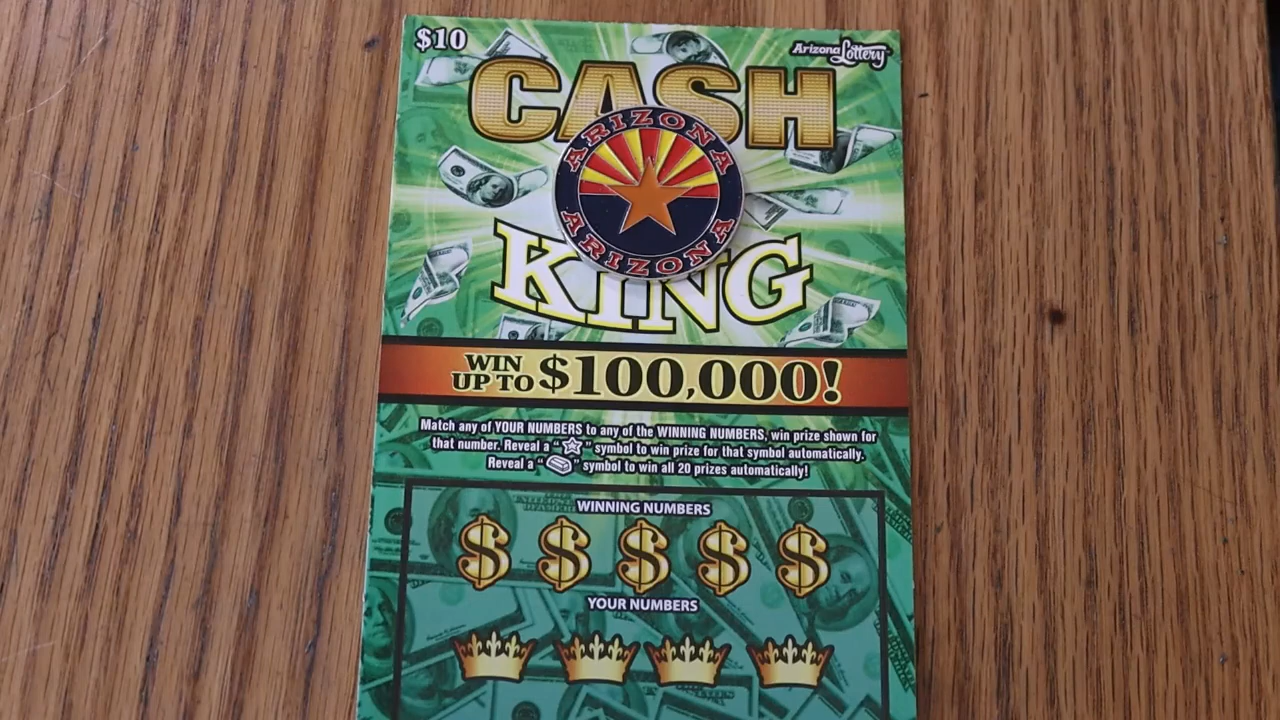 $10
Arizona Lottery
CASH
ARIZONA
ARIZONA
KING
WIN
UP TO $100,000!
Match any of YOUR NUMBERS to any of the WINNING NUMBERS, win prize shown for
that number. Reveal a " " symbol to win prize for that symbol automatically.
Reveal a " " symbol to win all 20 prizes automatically!
WINNING NUMBERS
$ $ $ $ $
YOUR NUMBERS